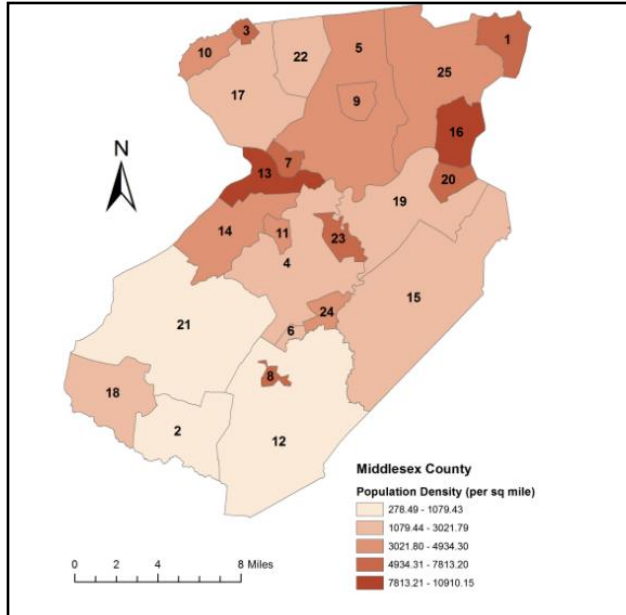 3
1
10
5
22
25
9
17
16
7
13
20
N
19
14
11
23
4
15
24
21
6
8
18
2
12
Middlesex County
Population Density (per sq mile)
278.49 - 1079.43
1079.44 - 3021.79
3021.80 - 4934.30
4934.31 - 7813.20
7813.21 - 10910.15
0 2 4 8 Miles